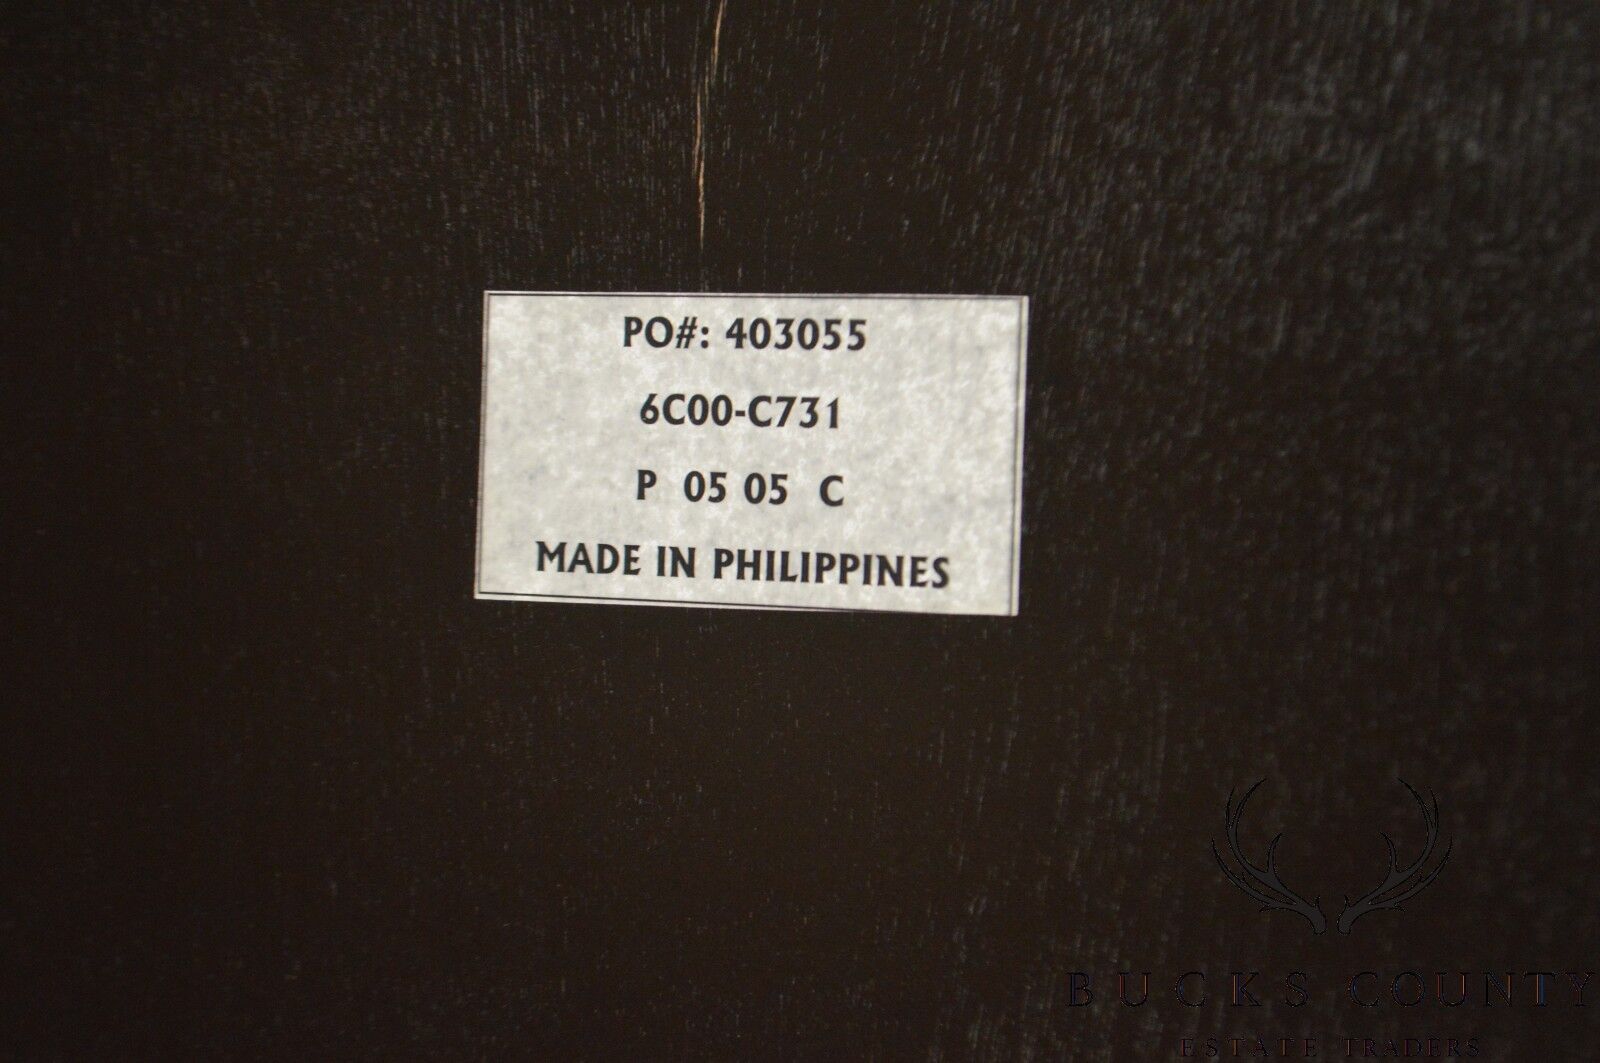 PO#: 403055
6C00-C731
P 05 05 C
MADE IN PHILIPPINES
BUCKS COUNTY
ESTATE TRADERS